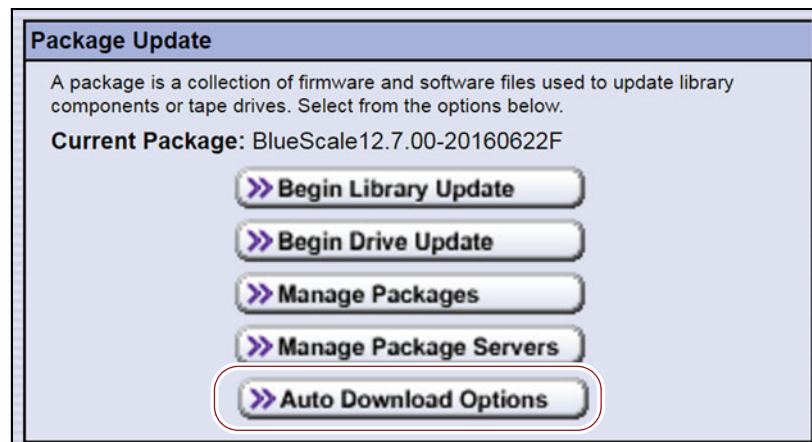 Package Update
A package is a collection of firmware and software files used to update library
components or tape drives. Select from the options below.
Current Package: BlueScale12.7.00-20160622F
Begin Library Update
Begin Drive Update
Manage Packages
Manage Package Servers
Auto Download Options